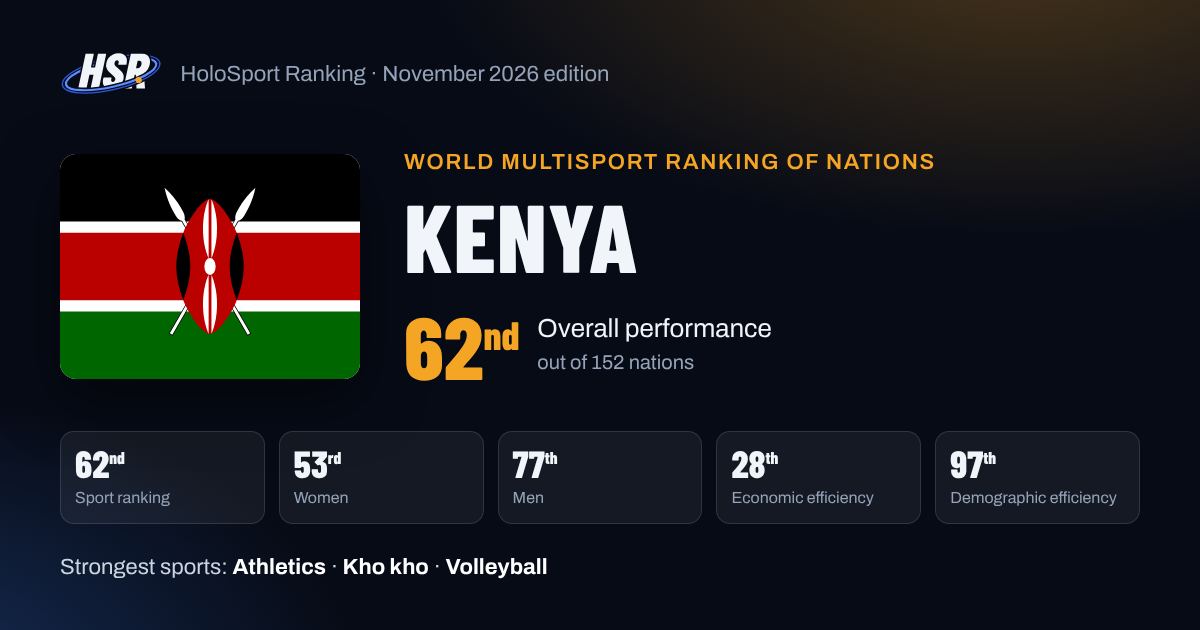 HSR
HoloSport Ranking · November 2026 edition
WORLD MULTISPORT RANKING OF NATIONS
KENYA
62nd
Overall performance
out of 152 nations
62nd
Sport ranking
53rd
Women
77th
Men
28th
Economic efficiency
97th
Demographic efficiency
Strongest sports: Athletics · Kho kho · Volleyball